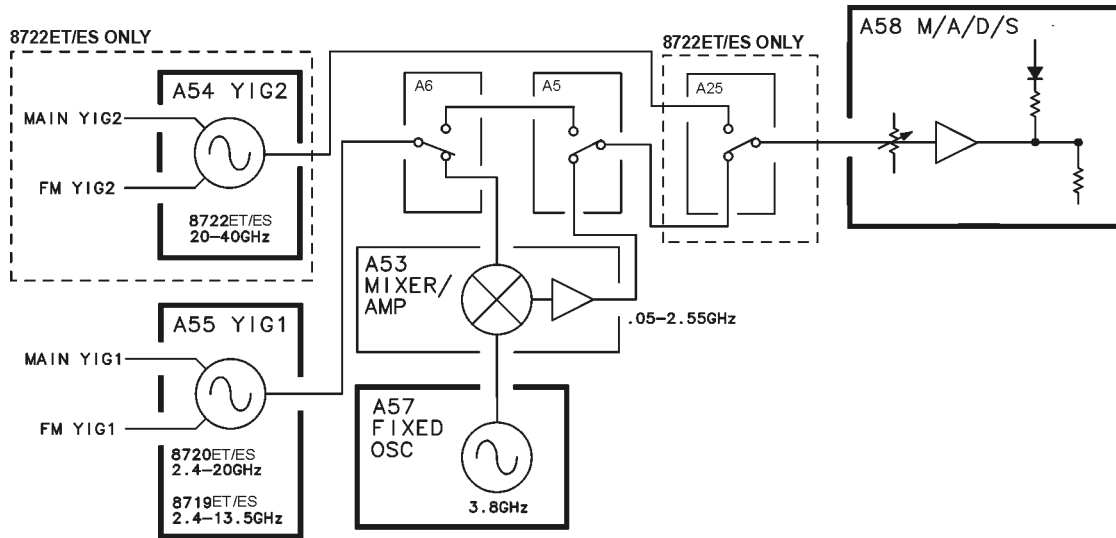 8722ET/ES ONLY
A54 YIG2
MAIN YIG2
FM YIG2
8722ET/ES
20-40GHz
A55 YIG1
MAIN YIG1
FM YIG1
8720ET/ES
2.4-20GHz
8719ET/ES
2.4-13.5GHz
A6
A5
A53
MIXER/
AMP
.05-2.55GHz
A57
FIXED
OSC
3.8GHz
8722ET/ES ONLY
A25
A58 M/A/D/S